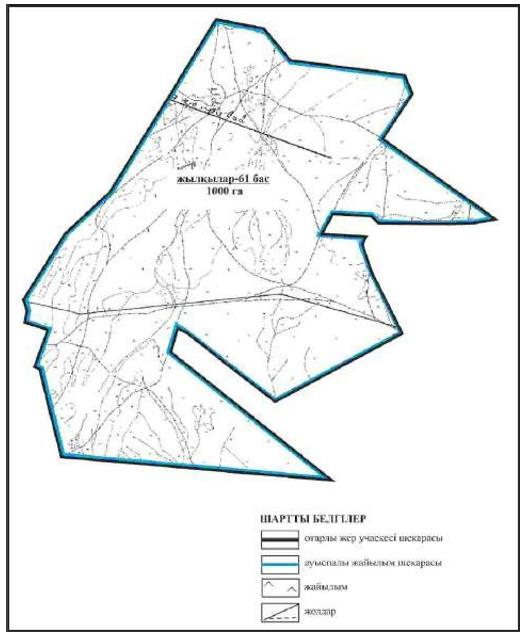 жылқылар-61 бас
1000 га
ШАРТТЫ БЕЛГІЛЕР
отарлы жер учаскесі шекарасы
ауыспалы жайылым шекарасы
жайылым
жолдар